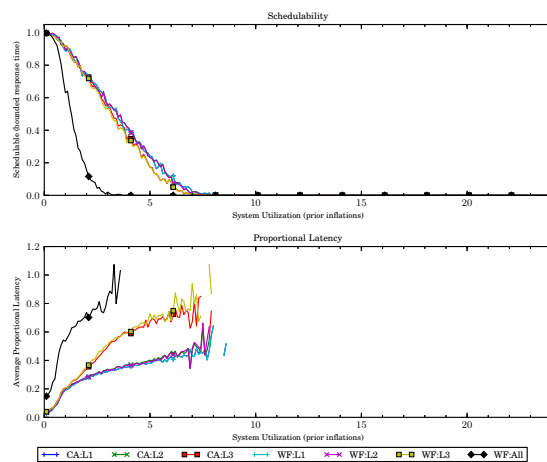 Schedulability
Schedulable (bounded response time)
1.0
0.8
0.6
0.4
0.2
0.0
0 5 10 15 20
System Utilization (prior inflations)
Proportional Latency
Average Proportional Latency
1.2
1.0
0.8
0.6
0.4
0.2
0.0
0 5 10 15 20
System Utilization (prior inflations)
CA:L1 CA:L2 CA:L3 WF:L1 WF:L2 WF:L3 WF:All